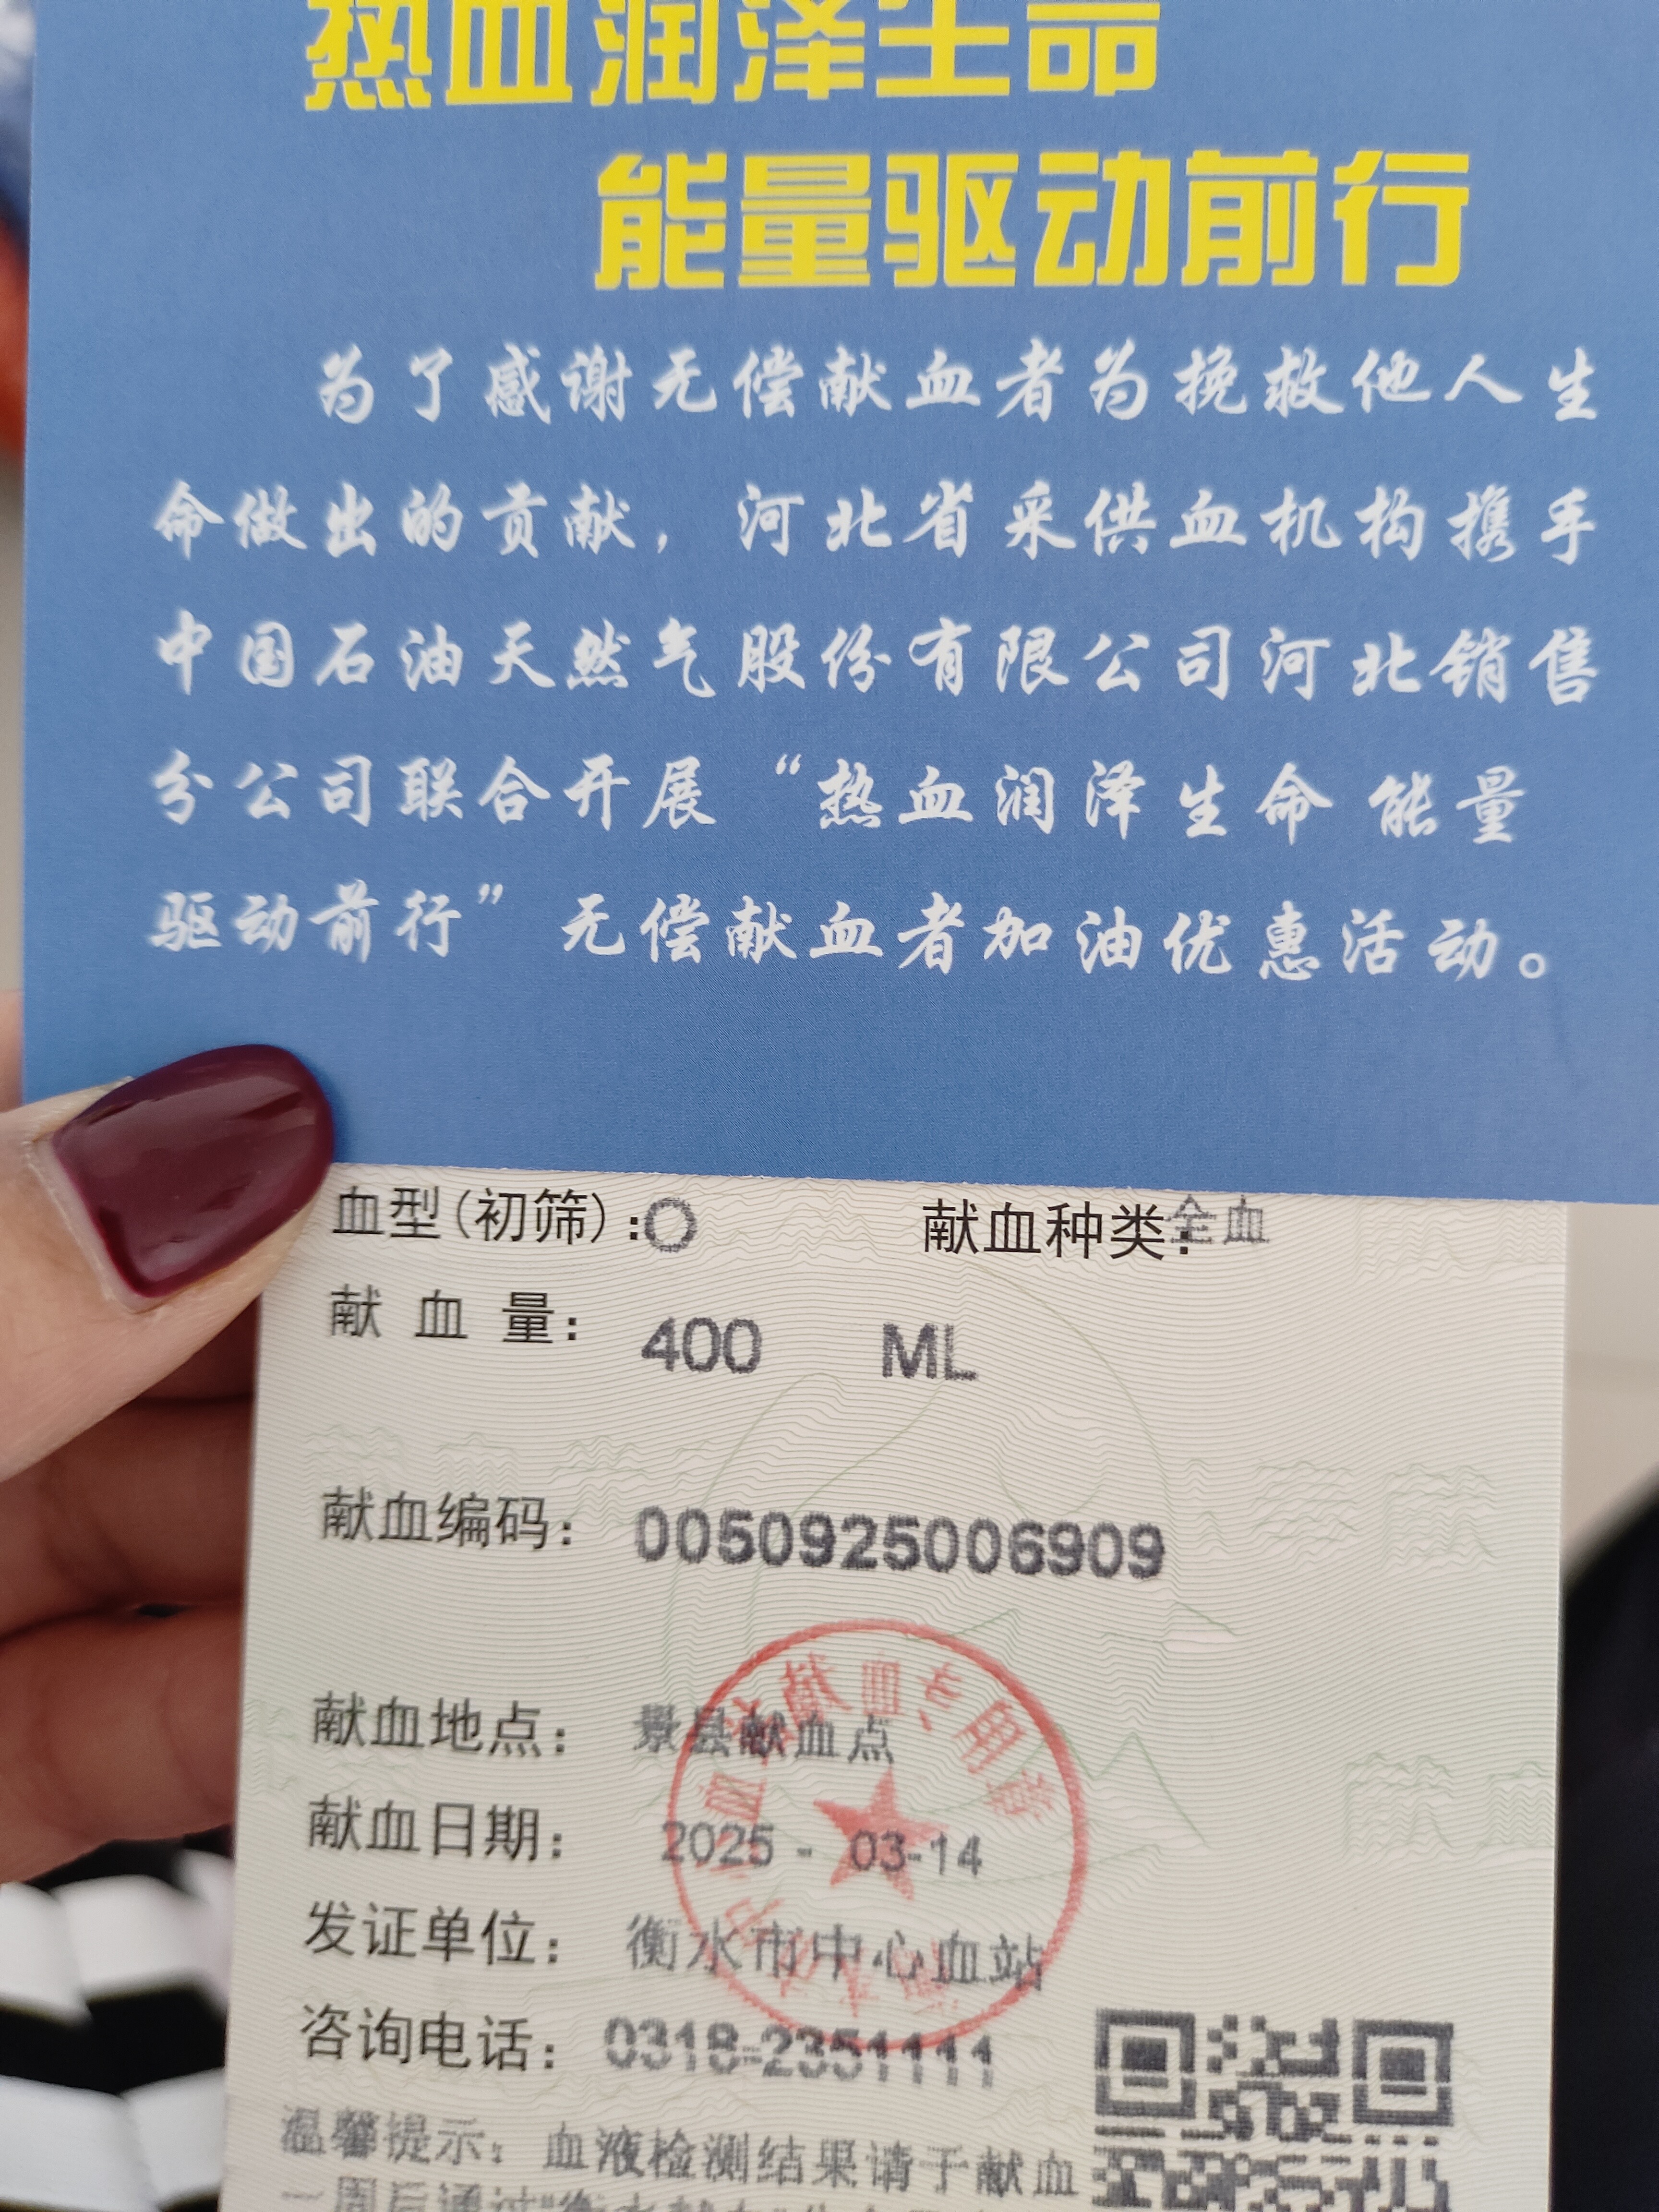 热血润泽生命
能量驱动前行
为了感谢无偿献血者为挽救他人生
命做出的贡献，河北省采供血机构携手
中国石油天然气股份有限公司河北销售
分公司联合开展“热血润泽生命 能量
驱动前行”无偿献血者加油优惠活动。
血型(初筛):O 献血种类:全血
献血量: 400 ML
献血编码: 0050925006909
献血地点: 景县献血点
献血日期: 2025-03-14
发证单位: 衡水市中心血站
咨询电话: 0318-2351111
温馨提示: 血液检测结果请于献血